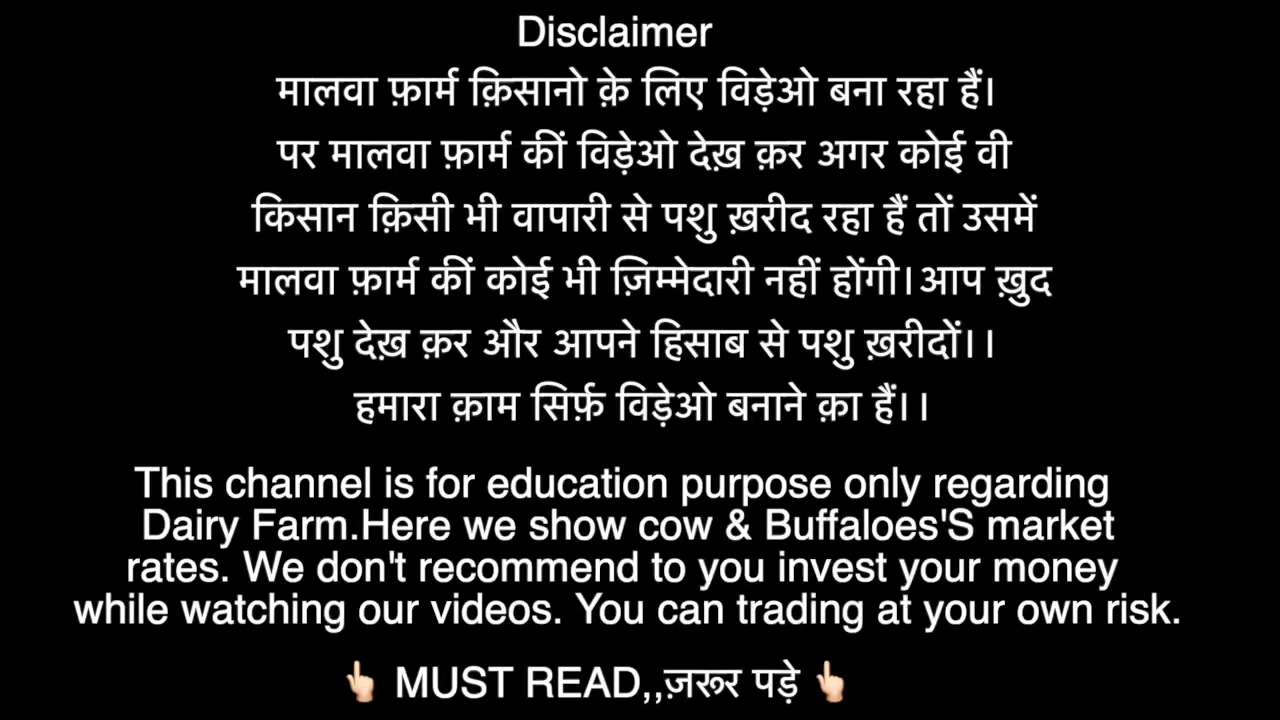 Disclaimer
मालवा फ़ार्म क़िसानो क़े लिए विड़ेओ बना रहा हैं।
पर मालवा फ़ार्म कीं विड़ेओ देख़ क़र अगर कोई वी
किसान क़िसी भी वापारी से पशु ख़रीद रहा हैं तों उसमें
मालवा फ़ार्म कीं कोई भी ज़िम्मेदारी नहीं होंगी।आप ख़ुद
पशु देख़ क़र और आपने हिसाब से पशु ख़रीदों।।
हमारा क़ाम सिर्फ़ विड़ेओ बनाने क़ा हैं।।
This channel is for education purpose only regarding
Dairy Farm.Here we show cow & Buffaloes'S market
rates. We don't recommend to you invest your money
while watching our videos. You can trading at your own risk.
👆🏻 MUST READ,,ज़रूर पड़े 👆🏻